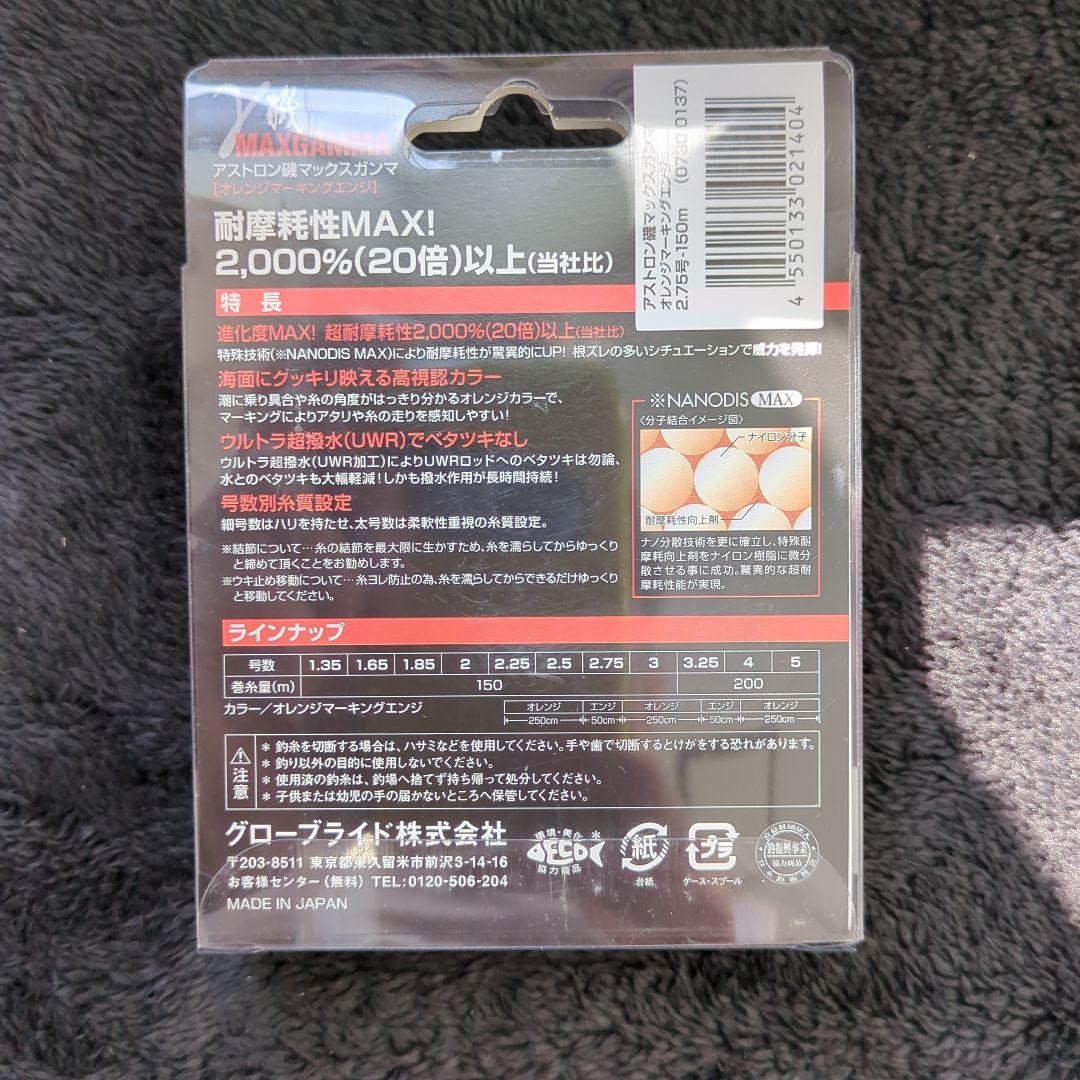 γ磯
MAXGAMMA
アストロン磯マックスガンマ
【オレンジマーキングエンジ】
耐摩耗性MAX!
2,000%(20倍)以上(当社比)
アストロン磯マックスガンマ
オレンジマーキングエンジ
2.75号-150m (07300137)
4 550133 021404
特 長
進化度MAX! 超耐摩耗性2,000%(20倍)以上(当社比)
特殊技術(※NANODIS MAX)により耐摩耗性が驚異的にUP! 根ズレの多いシチュエーションで威力を発揮!
海面にクッキリ映える高視認カラー
潮に乗り具合や糸の角度がはっきり分かるオレンジカラーで、
マーキングによりアタリや糸の走りを感知しやすい!
ウルトラ超撥水(UWR)でベタツキなし
ウルトラ超撥水(UWR加工)によりUWRロッドへのベタツキは勿論、
水とのベタツキも大幅軽減!しかも撥水作用が長時間持続!
号数別糸質設定
細号数はハリを持たせ、太号数は柔軟性重視の糸質設定。
※結節について…糸の結節を最大限に生かすため、糸を濡らしてからゆっくり
と締めて頂くことをお勧めします。
※ウキ止め移動について…糸ヨレ防止の為、糸を濡らしてからできるだけゆっくり
と移動してください。
※NANODIS MAX
〈分子結合イメージ図〉
ナイロン分子
耐摩耗性向上剤
ナノ分散技術を更に確立し、特殊耐
摩耗向上剤をナイロン樹脂に微分
散させる事に成功。驚異的な超耐
摩耗性能が実現。
ラインナップ
号数 1.35 1.65 1.85 2 2.25 2.5 2.75 3 3.25 4 5
巻糸量(m) 150 200
カラー/オレンジマーキングエンジ
オレンジ エンジ オレンジ エンジ オレンジ
250cm 50cm 250cm 50cm 250cm
注意
* 釣糸を切断する場合は、ハサミなどを使用してください。手や歯で切断するとけがをする恐れがあります。
* 釣り以外の目的に使用しないでください。
* 使用済の釣糸は、釣場へ捨てず持ち帰って処分してください。
* 子供または幼児の手の届かないところへ保管してください。
グローブライド株式会社
〒203-8511 東京都東久留米市前沢3-14-16
お客様センター(無料) TEL:0120-506-204
MADE IN JAPAN
環境・美化
ECO
協力商品
紙
台紙
プラ
ケース・スプール
公益財団法人
釣振興事業
協力商品
日本釣振興会